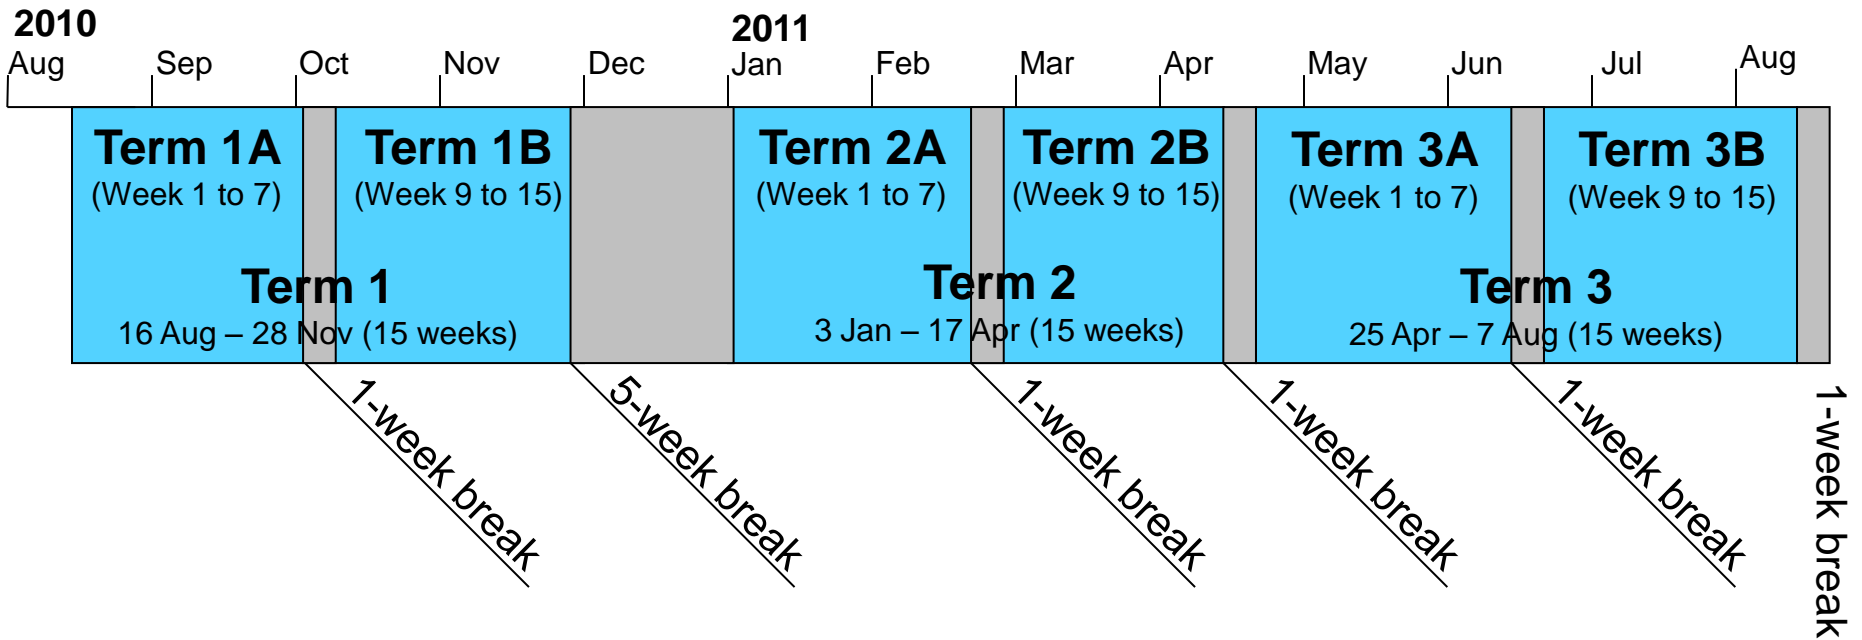 2010
2011
Aug
Sep
Oct
Nov
Dec
Jan
Feb
Mar
Apr
May
Jun
Jul
Aug
Term 1A
(Week 1 to 7)
Term 1B
(Week 9 to 15)
Term 2A
(Week 1 to 7)
Term 2B
(Week 9 to 15)
Term 3A
(Week 1 to 7)
Term 3B
(Week 9 to 15)
Term 1
16 Aug – 28 Nov (15 weeks)
Term 2
3 Jan – 17 Apr (15 weeks)
Term 3
25 Apr – 7 Aug (15 weeks)
1-week break
5-week break
1-week break
1-week break
1-week break
1-week break